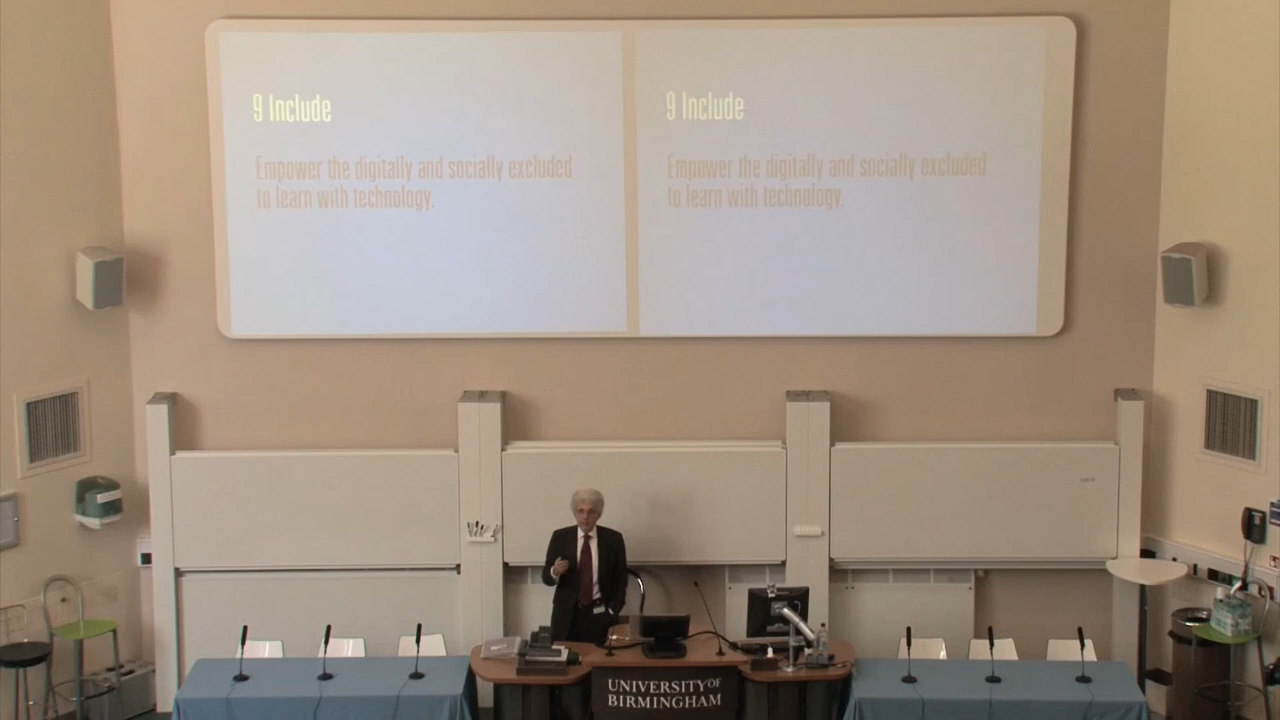 9 Include
Empower the digitally and socially excluded
to learn with technology.
9 Include
Empower the digitally and socially excluded
to learn with technology.
UNIVERSITY OF
BIRMINGHAM